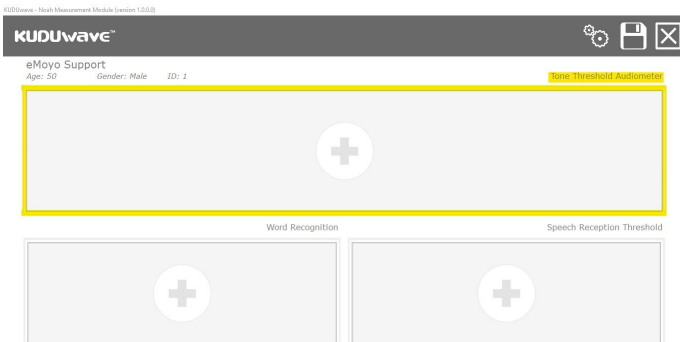 KUDUwave - Noah Measurement Module (version 1.0.0.0)
KUDUwave™
eMoyo Support
Age: 50 Gender: Male ID: 1
Tone Threshold Audiometer
Word Recognition
Speech Reception Threshold